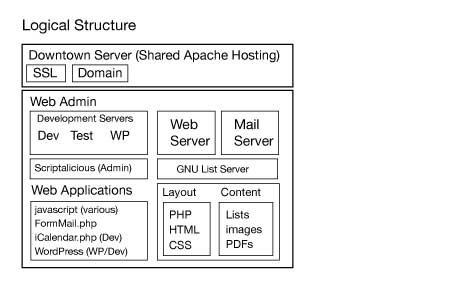 Logical Structure
Downtown Server (Shared Apache Hosting)
SSL Domain
Web Admin
Development Servers
Dev Test WP
Web
Server
Mail
Server
Scriptalicious (Admin)
GNU List Server
Web Applications
javascript (various)
FormMail.php
iCalendar.php (Dev)
WordPress (WP/Dev)
Layout
PHP
HTML
CSS
Content
Lists
images
PDFs